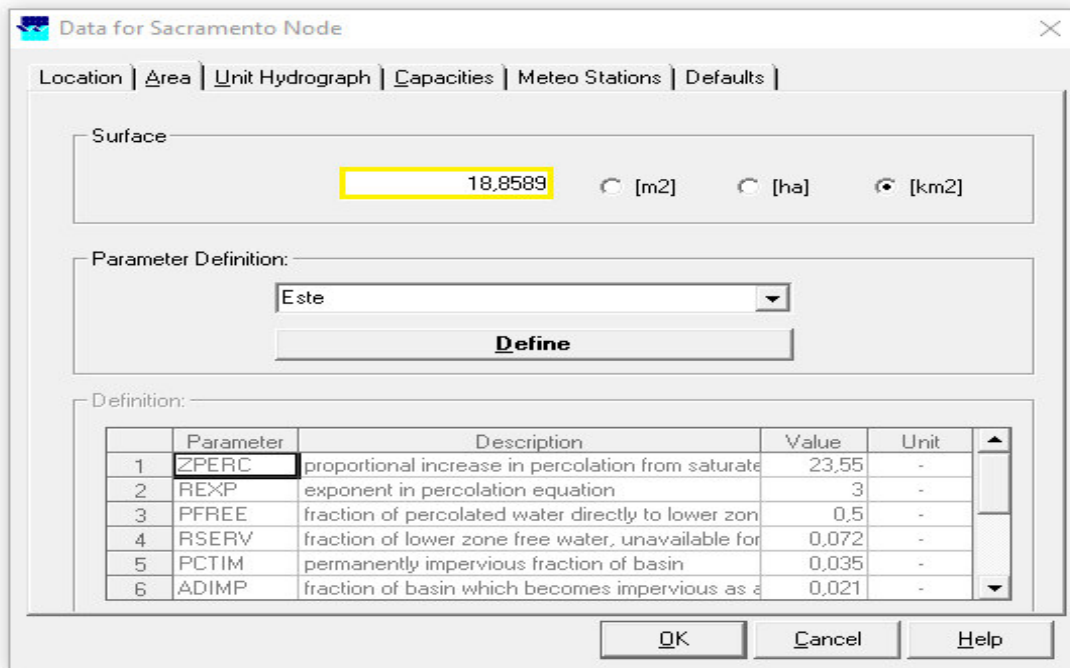 Data for Sacramento Node
Location | Area | Unit Hydrograph | Capacities | Meteo Stations | Defaults
Surface
18,8589 [m2] [ha] [km2]
Parameter Definition:
Este
Define
Definition:
Parameter Description Value Unit
1 ZPERC proportional increase in percolation from saturate 23,55 -
2 REXP exponent in percolation equation 3 -
3 PFREE fraction of percolated water directly to lower zon 0,5 -
4 RSERV fraction of lower zone free water, unavailable for 0,072 -
5 PCTIM permanently impervious fraction of basin 0,035 -
6 ADIMP fraction of basin which becomes impervious as a 0,021 -
OK Cancel Help